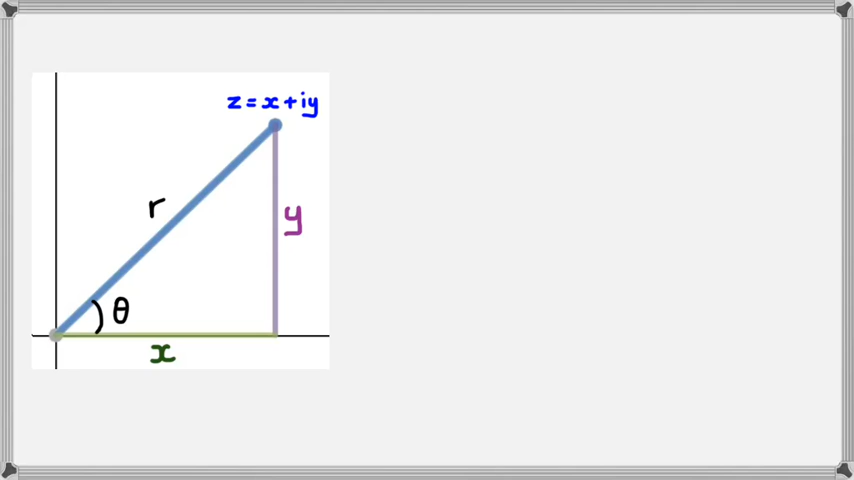 z = x + iy
r
y
θ
x